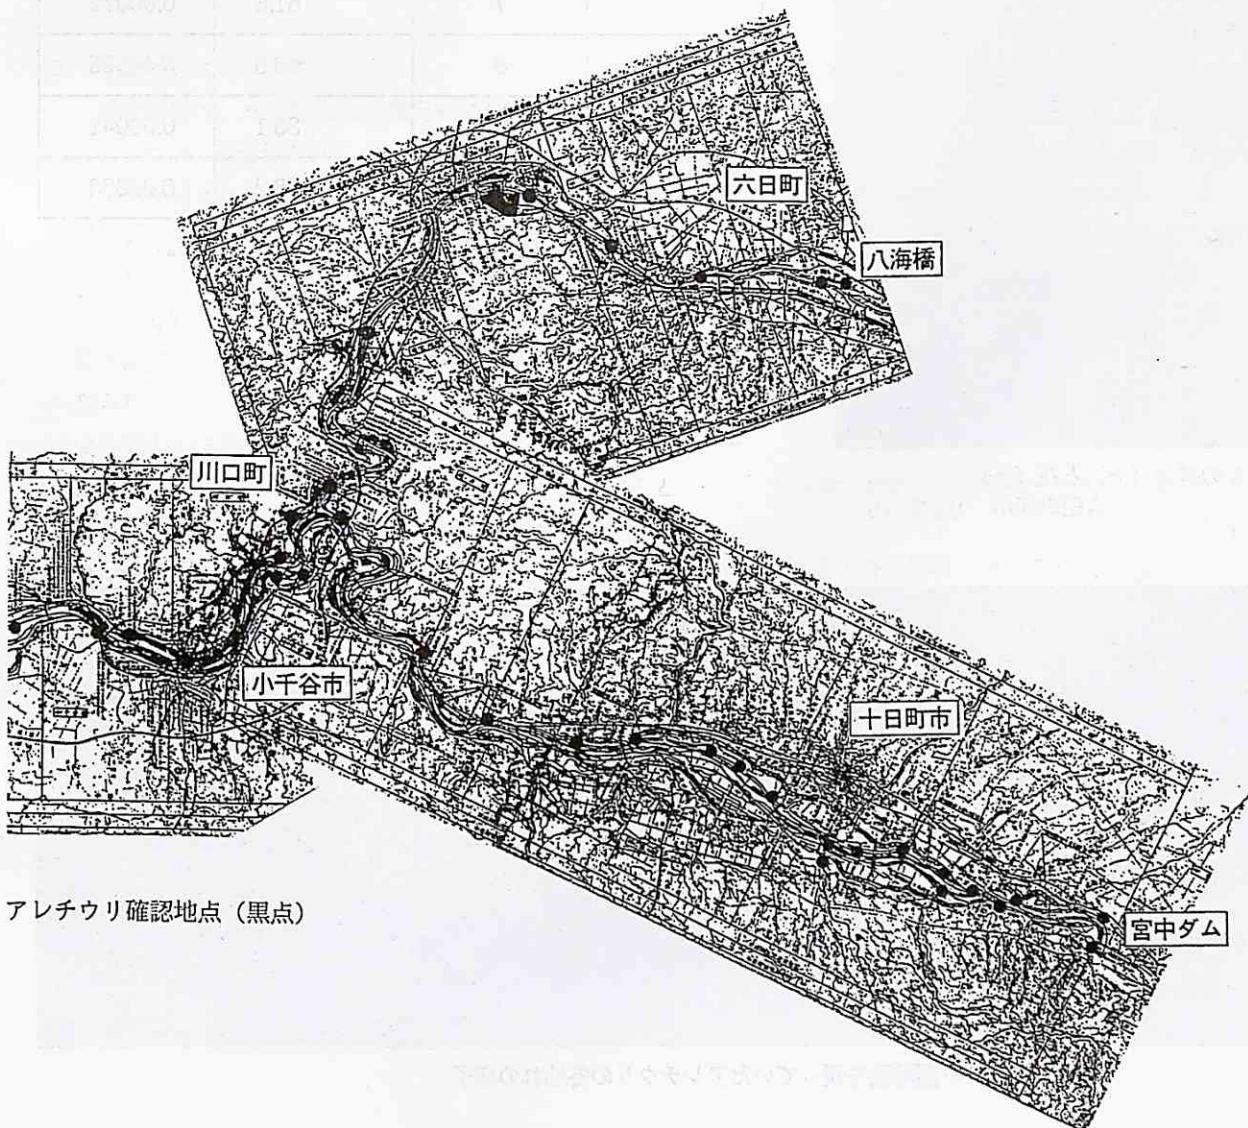 六日町
八海橋
川口町
小千谷市
十日町市
宮中ダム
アレチウリ確認地点（黒点）